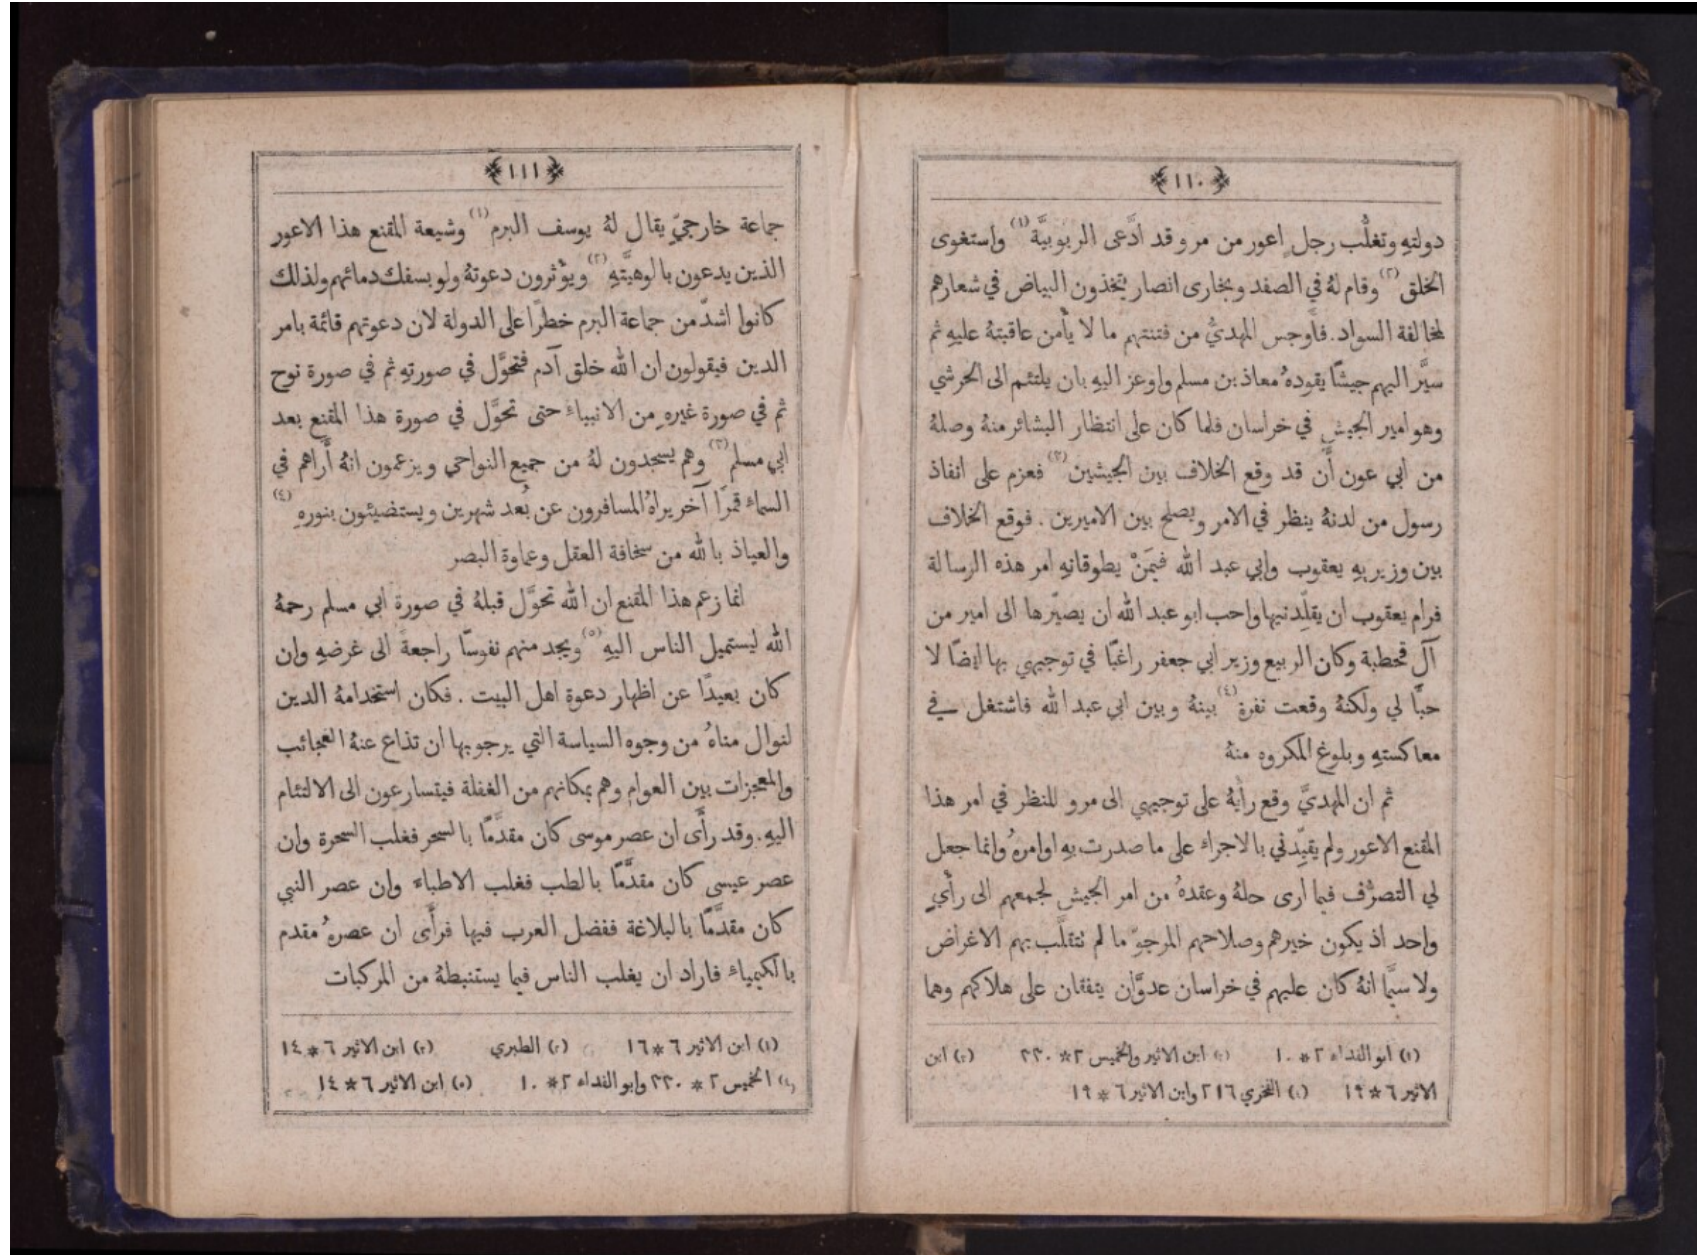 ﴿١١٠﴾
دولتهِ وتغلُّب رجلٍ اعور من مرو قد ادَّعى الربوبيَّة (١) واستغوى
الخلق (٢) وقام لهُ في الصغد وبخارى انصار يتخذون البياض في شعارهم
لمخالفة السواد. فأَوجس المهديُّ من فتنتهم ما لا يأْمن عاقبتهُ عليهِ ثم
سيَّر اليهم جيشًا يقودهُ معاذ بن مسلم واوعز اليهِ بان يلتئم الى الحرشي
وهو امير الجيش في خراسان فلما كان على انتظار البشائر منهُ وصلهُ
من ابي عون أَن قد وقع الخلاف بين الجيشين (٣) فعزم على انفاذ
رسول من لدنهُ ينظر في الامر ويصلح بين الاميرين . فوقع الخلاف
بين وزيريهِ يعقوب وابي عبد الله فيمَنْ يطوقانهِ امر هذه الرسالة
فرام يعقوب ان يقلِّدنيها واحب ابو عبد الله ان يصيّرها الى امير من
آل قحطبة وكان الربيع وزير ابي جعفر راغبًا في توجيهي بها ايضًا لا
حبًّا لي ولكنهُ وقعت نفرة (٤) بينهُ وبين ابي عبد الله فاشتغل في
معاكستهِ وبلوغ المكروه منهُ
ثم ان المهديَّ وقع رأيهُ على توجيهي الى مرو للنظر في امر هذا
المقنع الاعور ولم يقيِّدني بالاجراء على ما صدرت بهِ اوامرهُ وانما جعل
لي التصرُّف فيما ارى حلهُ وعقدهُ من امر الجيش لجمعهم الى رأْيٍ
واحد اذ يكون خيرهم وصلاحهم المرجوّ ما لم تتقلَّب بهم الاغراض
ولا سيَّما انهُ كان عليهم في خراسان عدوَّان يتفقان على هلاكهم وهما
(١) ابو الفداء ٢*١٠ (٢) ابن الاثير والخميس ٢*٣٣٠ (٣) ابن
الاثير ٦*١٩ (٤) الفخري ٢١٦ وابن الاثير ٦*١٩
﴿١١١﴾
جماعة خارجيّ يقال لهُ يوسف البرم (١) وشيعة المقنع هذا الاعور
الذين يدعون بالوهيَّتهِ (٢) ويؤْثرون دعوتهُ ولو بسفك دمائهم ولذلك
كانوا اشدّ من جماعة البرم خطرًا على الدولة لان دعوتهم قائمة بامر
الدين فيقولون ان الله خلق آدم فتحوَّل في صورتهِ ثم في صورة نوح
ثم في صورة غيرهِ من الانبياء حتى تحوَّل في صورة هذا المقنع بعد
ابي مسلم (٣) وهم يسجدون لهُ من جميع النواحي ويزعمون انهُ أَراهم في
السماء قمرًا آخر يراهُ المسافرون عن بُعد شهرين ويستضيئون بنورهِ (٤)
والعياذ بالله من سخافة العقل وعماوة البصر
انما زعم هذا المقنع ان الله تحوَّل قبلهُ في صورة ابي مسلم رحمهُ
الله ليستميل الناس اليهِ (٥) ويجد منهم نفوسًا راجعةً الى غرضهِ وان
كان بعيدًا عن اظهار دعوة اهل البيت . فكان استخدامهُ الدين
لنوال مناهُ من وجوه السياسة التي يرجو بها ان تذاع عنهُ العجائب
والمعجزات بين العوام وهم بمكانهم من الغفلة فيتسارعون الى الالتئام
اليهِ. وقد رأَى ان عصر موسى كان مقدَّمًا بالسحر فغلب السحرة وان
عصر عيسى كان مقدَّمًا بالطب فغلب الاطباء وان عصر النبي
كان مقدَّمًا بالبلاغة ففضل العرب فيها فرأَى ان عصرهُ مقدم
بالكيمياء فاراد ان يغلب الناس فيما يستنبطهُ من المركبات
(١) ابن الاثير ٦*١٦ (٢) الطبري (٣) ابن الاثير ٦*١٤
(٤) الخميس ٢*٣٣٠ وابو الفداء ٢*١٠ (٥) ابن الاثير ٦*١٤